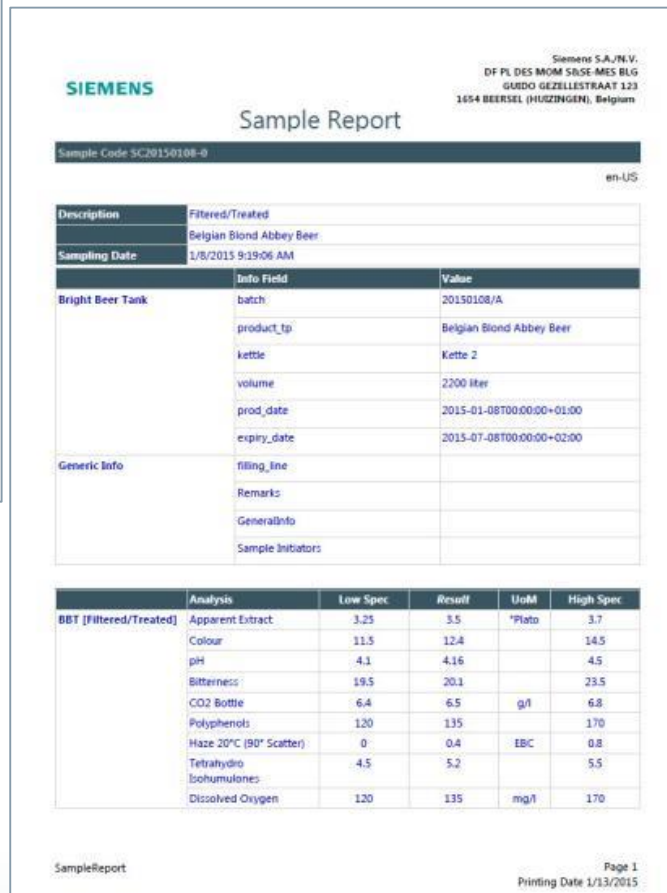 Siemens S.A./N.V.
DF PL DES MOM S&SE-MES BLG
GUIDO GEZELLESTRAAT 123
1654 BEERSEL (HUIZINGEN), Belgium
SIEMENS
Sample Report
Sample Code SC20150108-0
en-US
Description Filtered/Treated
Belgian Blond Abbey Beer
Sampling Date 1/8/2015 9:19:06 AM
Info Field Value
Bright Beer Tank batch 20150108/A
product_tp Belgian Blond Abbey Beer
kettle Kette 2
volume 2200 liter
prod_date 2015-01-08T00:00:00+01:00
expiry_date 2015-07-08T00:00:00+02:00
Generic Info filling_line
Remarks
GeneralInfo
Sample Initiators
Analysis Low Spec Result UoM High Spec
BBT [Filtered/Treated] Apparent Extract 3.25 3.5 °Plato 3.7
Colour 11.5 12.4 14.5
pH 4.1 4.16 4.5
Bitterness 19.5 20.1 23.5
CO2 Bottle 6.4 6.5 g/l 6.8
Polyphenols 120 135 170
Haze 20°C (90° Scatter) 0 0.4 EBC 0.8
Tetrahydro 4.5 5.2 5.5
Isohumulones
Dissolved Oxygen 120 135 mg/l 170
SampleReport Page 1
Printing Date 1/13/2015